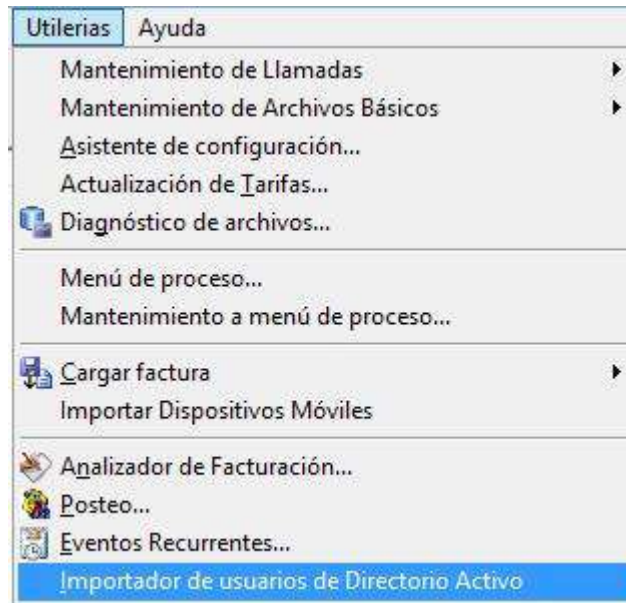 Utilerias Ayuda
Mantenimiento de Llamadas
Mantenimiento de Archivos Básicos
Asistente de configuración...
Actualización de Tarifas...
Diagnóstico de archivos...
Menú de proceso...
Mantenimiento a menú de proceso...
Cargar factura
Importar Dispositivos Móviles
Analizador de Facturación...
Posteo...
Eventos Recurrentes...
Importador de usuarios de Directorio Activo